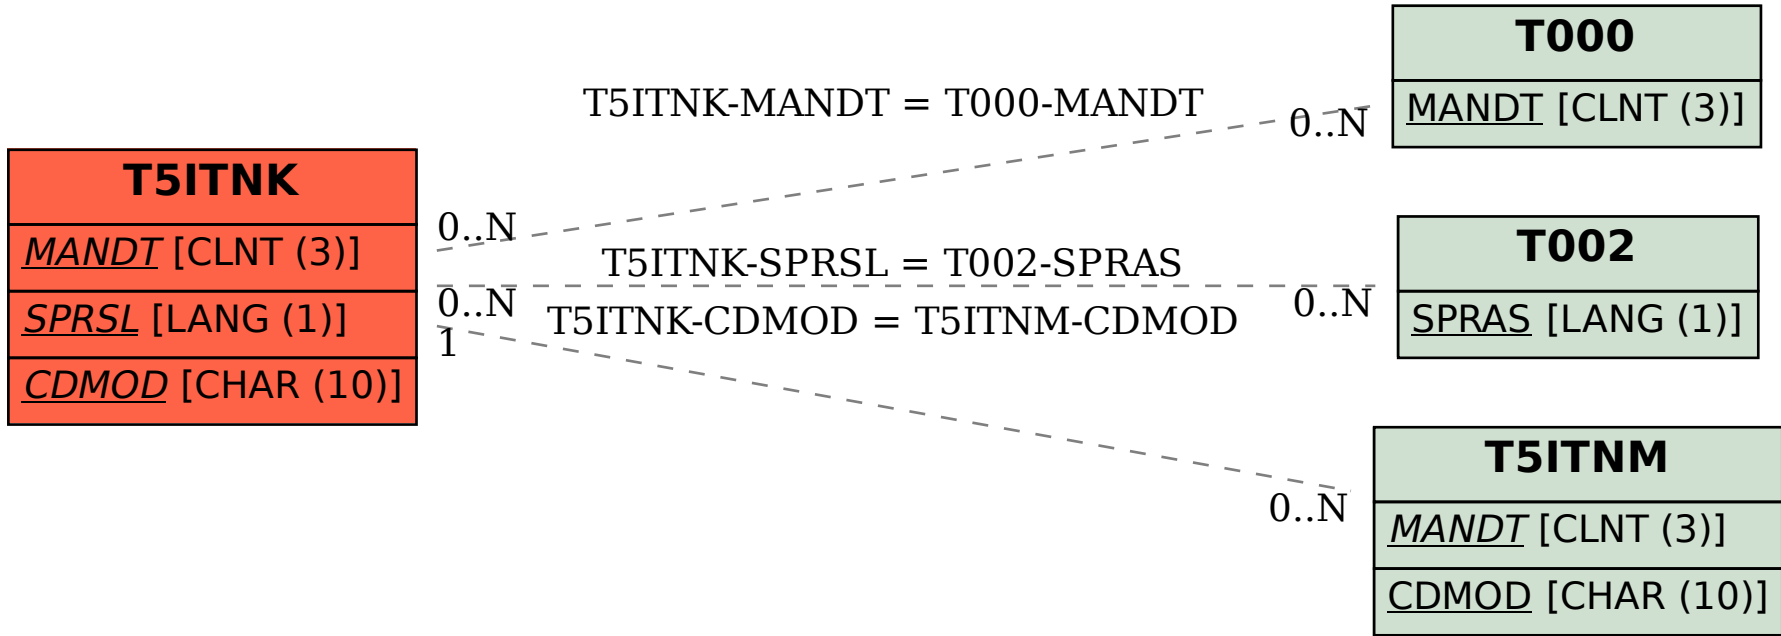 T000
MANDT [CLNT (3)]
T5ITNK-MANDT = T000-MANDT
0..N
T5ITNK
MANDT [CLNT (3)]
SPRSL [LANG (1)]
CDMOD [CHAR (10)]
0..N
T5ITNK-SPRSL = T002-SPRAS
0..N
0..N
T002
SPRAS [LANG (1)]
T5ITNK-CDMOD = T5ITNM-CDMOD
1
0..N
T5ITNM
MANDT [CLNT (3)]
CDMOD [CHAR (10)]